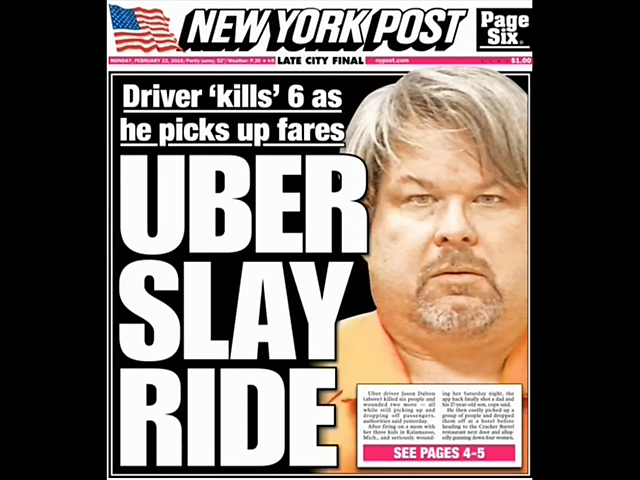 NEW YORK POST
Page
Six.
MONDAY, FEBRUARY 22, 2016 / Partly sunny, 52° / Weather: P.30 ★★R
LATE CITY FINAL
nypost.com
$1.00
Driver ‘kills’ 6 as
he picks up fares
UBER
SLAY
RIDE
Uber driver Jason Dalton
(above) killed six people and
wounded two more — all
while still picking up and
dropping off passengers,
authorities said yesterday.
After firing on a mom with
her three kids in Kalamazoo,
Mich., and seriously wound-
ing her Saturday night, the
app hack fatally shot a dad and
his 17-year-old son, cops said.
He then coolly picked up a
group of people and dropped
them off at a hotel before
heading to the Cracker Barrel
restaurant next door and alleg-
edly gunning down four women.
SEE PAGES 4-5